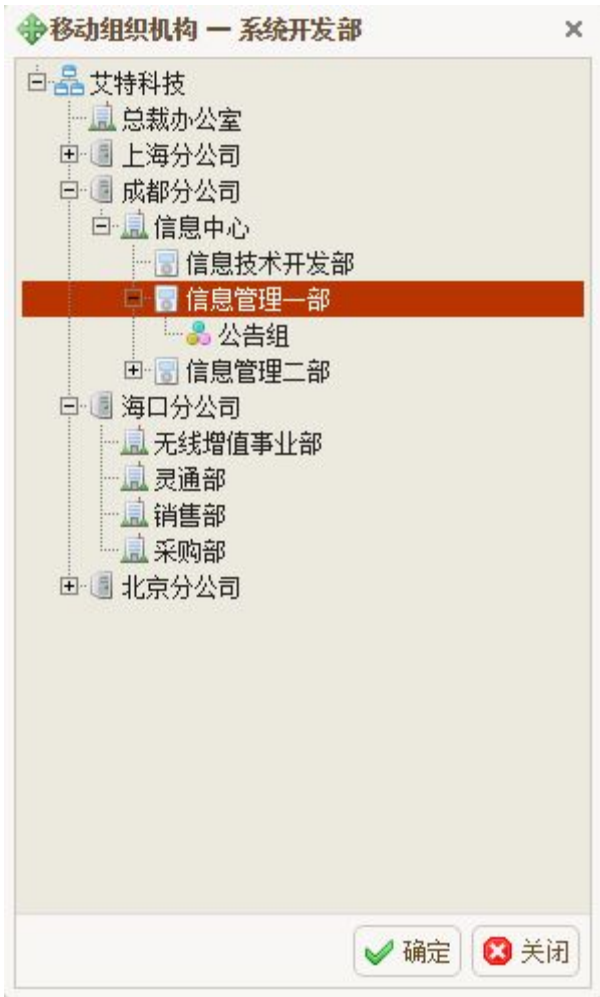 移动组织机构 — 系统开发部
艾特科技
总裁办公室
上海分公司
成都分公司
信息中心
信息技术开发部
信息管理一部
公告组
信息管理二部
海口分公司
无线增值事业部
灵通部
销售部
采购部
北京分公司
确定 关闭